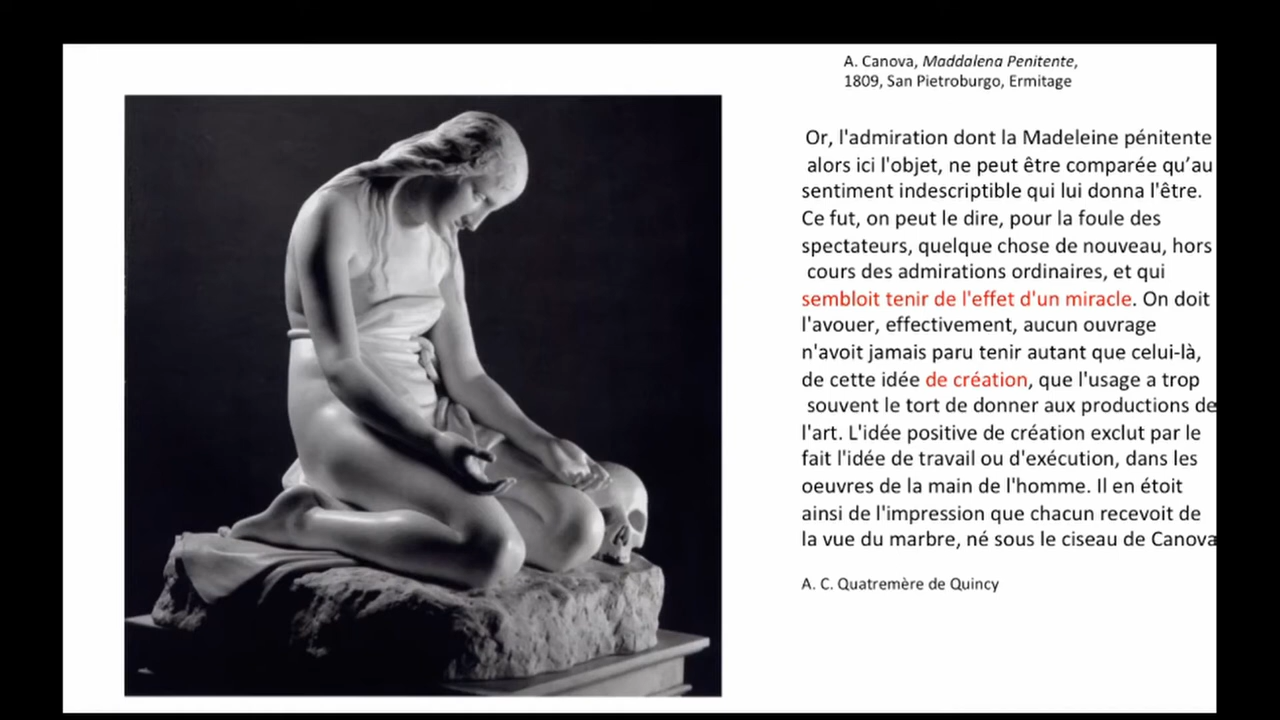 A. Canova, Maddalena Penitente,
1809, San Pietroburgo, Ermitage
Or, l'admiration dont la Madeleine pénitente
alors ici l'objet, ne peut être comparée qu’au
sentiment indescriptible qui lui donna l'être.
Ce fut, on peut le dire, pour la foule des
spectateurs, quelque chose de nouveau, hors
cours des admirations ordinaires, et qui
sembloit tenir de l'effet d'un miracle. On doit
l'avouer, effectivement, aucun ouvrage
n'avoit jamais paru tenir autant que celui-là,
de cette idée de création, que l'usage a trop
souvent le tort de donner aux productions de
l'art. L'idée positive de création exclut par le
fait l'idée de travail ou d'exécution, dans les
oeuvres de la main de l'homme. Il en étoit
ainsi de l'impression que chacun recevoit de
la vue du marbre, né sous le ciseau de Canova
A. C. Quatremère de Quincy